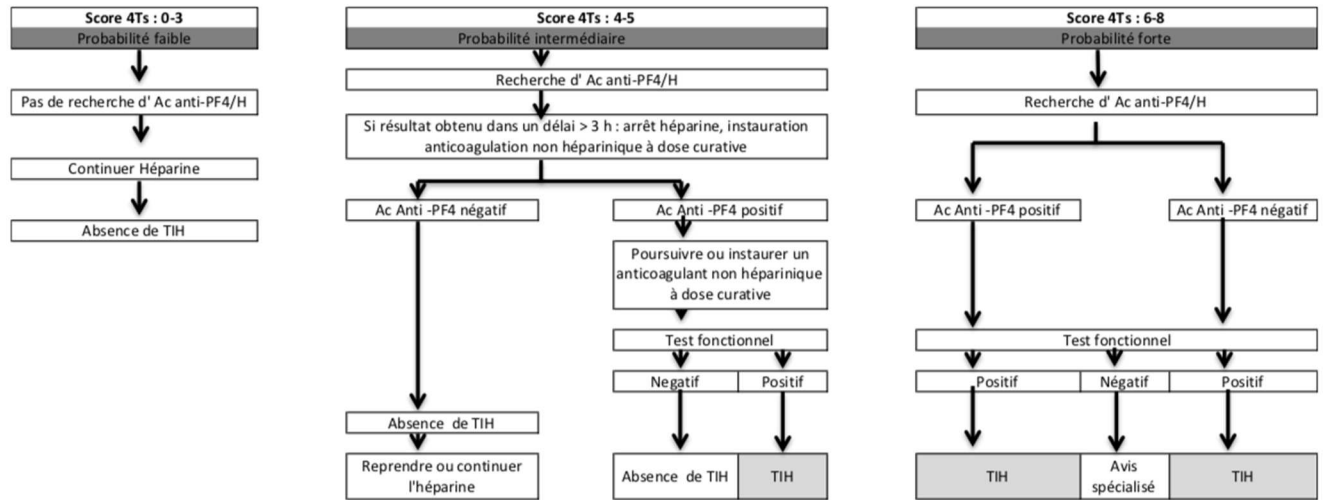 Score 4Ts : 0-3
Probabilité faible
Pas de recherche d' Ac anti-PF4/H
Continuer Héparine
Absence de TIH
Score 4Ts : 4-5
Probabilité intermédiaire
Recherche d' Ac anti-PF4/H
Si résultat obtenu dans un délai > 3 h : arrêt héparine, instauration
anticoagulation non héparinique à dose curative
Ac Anti -PF4 négatif
Absence de TIH
Reprendre ou continuer
l'héparine
Ac Anti -PF4 positif
Poursuivre ou instaurer un
anticoagulant non héparinique
à dose curative
Test fonctionnel
Negatif
Positif
Absence de TIH
TIH
Score 4Ts : 6-8
Probabilité forte
Recherche d' Ac anti-PF4/H
Ac Anti -PF4 positif
Ac Anti -PF4 négatif
Test fonctionnel
Positif
Négatif
Positif
TIH
Avis
spécialisé
TIH